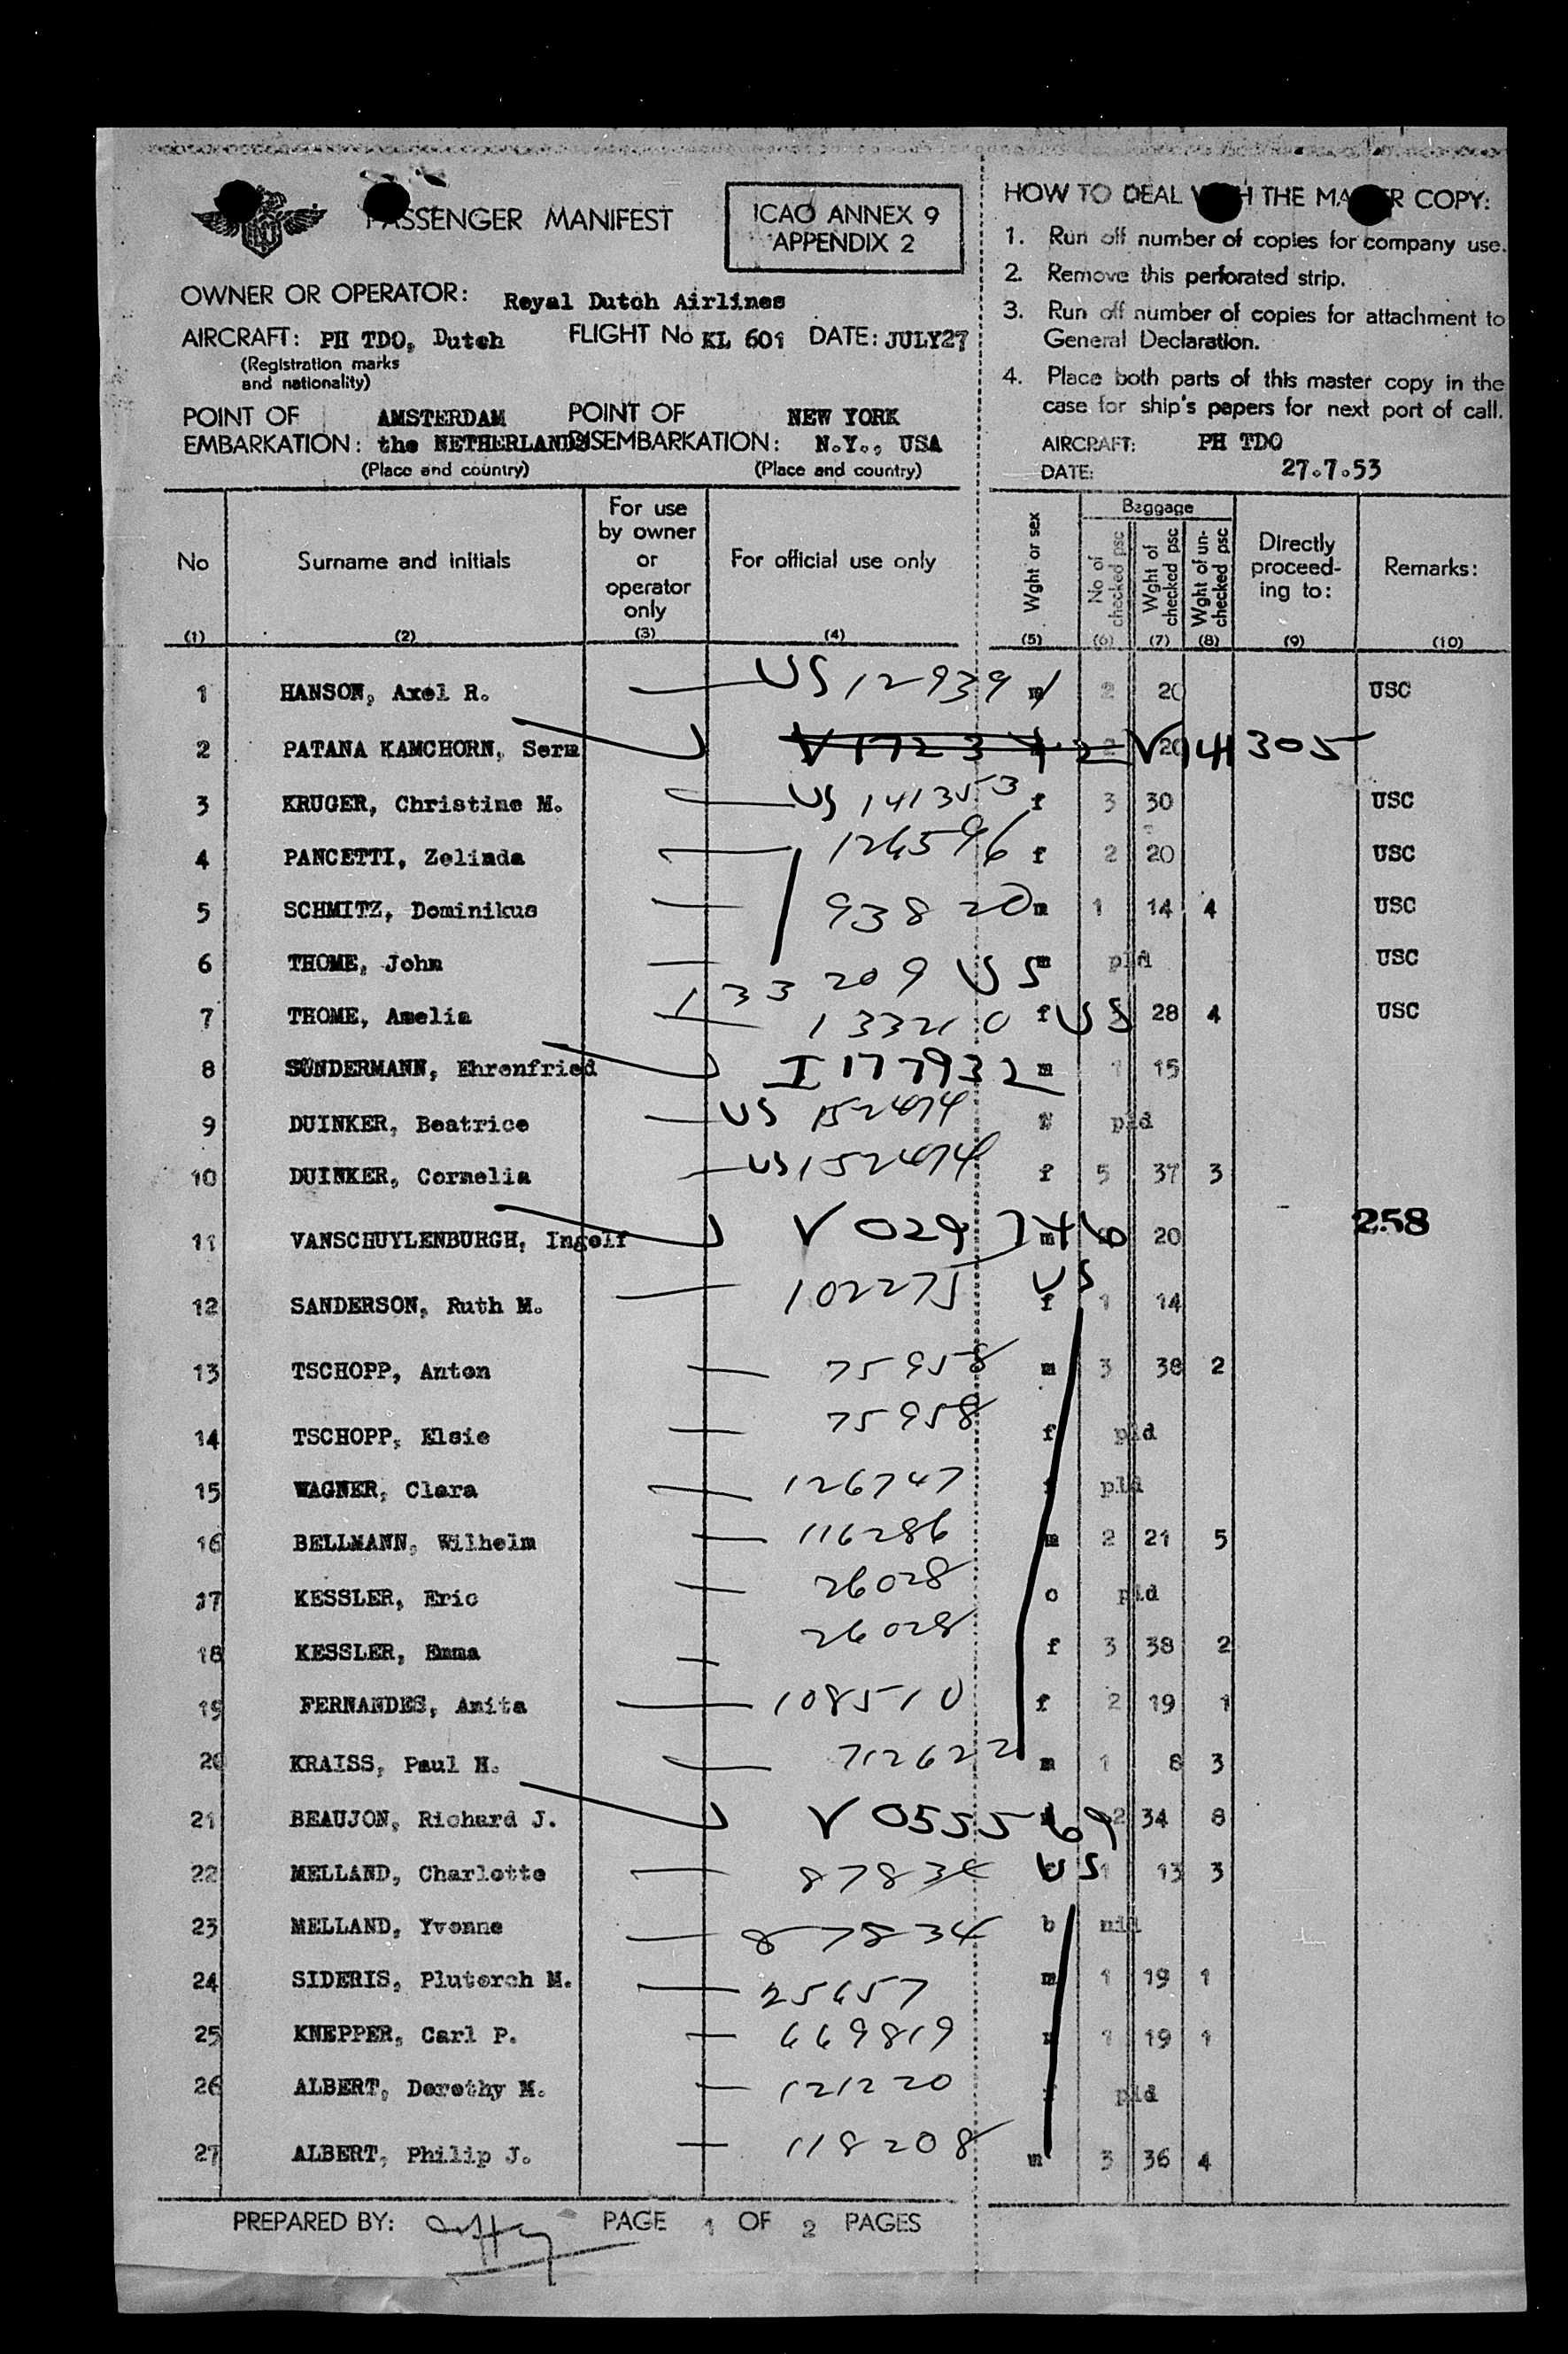 PASSENGER MANIFEST
ICAO ANNEX 9
APPENDIX 2
OWNER OR OPERATOR: Royal Dutch Airlines
AIRCRAFT: PH TDO, Dutch FLIGHT No KL 601 DATE: JULY27
(Registration marks
and nationality)
POINT OF AMSTERDAM POINT OF NEW YORK
EMBARKATION: the NETHERLANDS DISEMBARKATION: N.Y., USA
(Place and country) (Place and country)
HOW TO DEAL WITH THE MASTER COPY:
1. Run off number of copies for company use.
2. Remove this perforated strip.
3. Run off number of copies for attachment to
General Declaration.
4. Place both parts of this master copy in the
case for ship's papers for next port of call.
AIRCRAFT: PH TDO
DATE: 27.7.53
No Surname and initials For use by owner or operator only For official use only Wght or sex Baggage No of checked psc Wght of checked psc Wght of un-checked psc Directly proceed-ing to: Remarks:
(1) (2) (3) (4) (5) (6) (7) (8) (9) (10)
1 HANSON, Axel R. US 12939 m 2 20 USC
2 PATANA KAMCHORN, Serm 2 20 V141305
3 KRUGER, Christine M. US 141353 f 3 30 USC
4 PANCETTI, Zelinda 126596 f 2 20 USC
5 SCHMITZ, Dominikus 93820 m 1 14 4 USC
6 THOME, John 133209 US m pld USC
7 THOME, Amelia 133210 f US 28 4 USC
8 SÜNDERMANN, Ehrenfried I 177932 m 1 15
9 DUINKER, Beatrice US 152474 pld
10 DUINKER, Cornelia US 152474 f 5 37 3
11 VANSCHUYLENBURGH, Ingolf V 029 m 20 258
12 SANDERSON, Ruth M. 102275 US f 1 14
13 TSCHOPP, Anton 75958 m 3 38 2
14 TSCHOPP, Elsie 75958 f pld
15 WAGNER, Clara 126747 pld
16 BELLMANN, Wilhelm 116286 m 2 21 5
17 KESSLER, Eric 26028 c pld
18 KESSLER, Emma 26028 f 3 38 2
19 FERNANDES, Anita 108510 f 2 19 1
20 KRAISS, Paul H. 712622 m 1 8 3
21 BEAUJON, Richard J. V 0555169 2 34 8
22 MELLAND, Charlotte 87834 US 1 13 3
23 MELLAND, Yvonne 87834 b
24 SIDERIS, Pluterch M. 25657 m 1 19 1
25 KNEPPER, Carl P. 669819 1 19 1
26 ALBERT, Dorothy M. 121220 pld
27 ALBERT, Philip J. 118208 m 3 36 4
PREPARED BY: PAGE 1 OF 2 PAGES